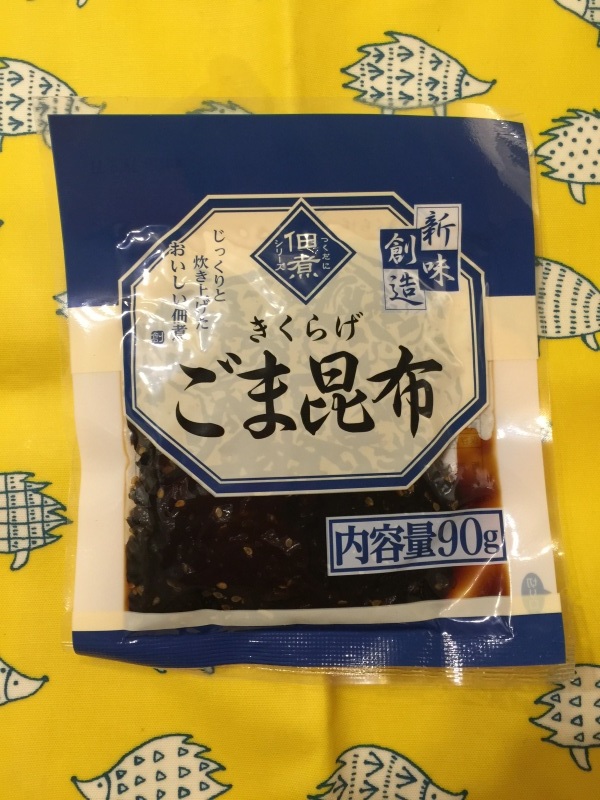 新味
創造
佃煮
つくだに
シリーズ
じっくりと
炊き上げた
おいしい佃煮
きくらげ
ごま昆布
内容量90g